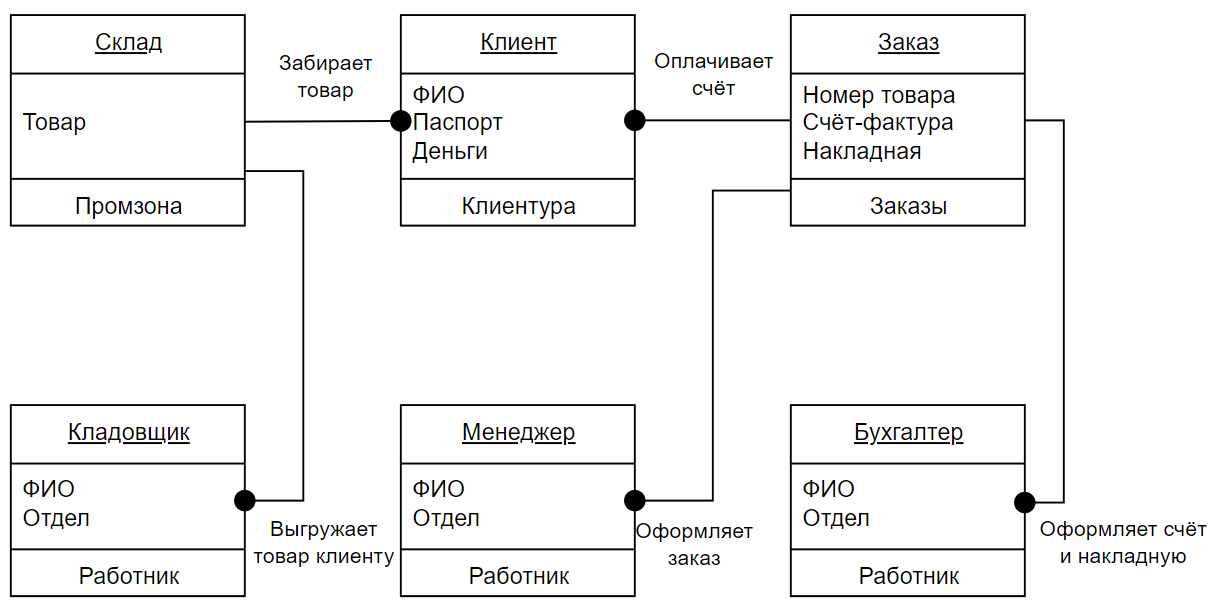 Склад
Товар
Промзона
Забирает
товар
Клиент
ФИО
Паспорт
Деньги
Клиентура
Оплачивает
счёт
Заказ
Номер товара
Счёт-фактура
Накладная
Заказы
Кладовщик
ФИО
Отдел
Работник
Выгружает
товар клиенту
Менеджер
ФИО
Отдел
Работник
Оформляет
заказ
Бухгалтер
ФИО
Отдел
Работник
Оформляет счёт
и накладную